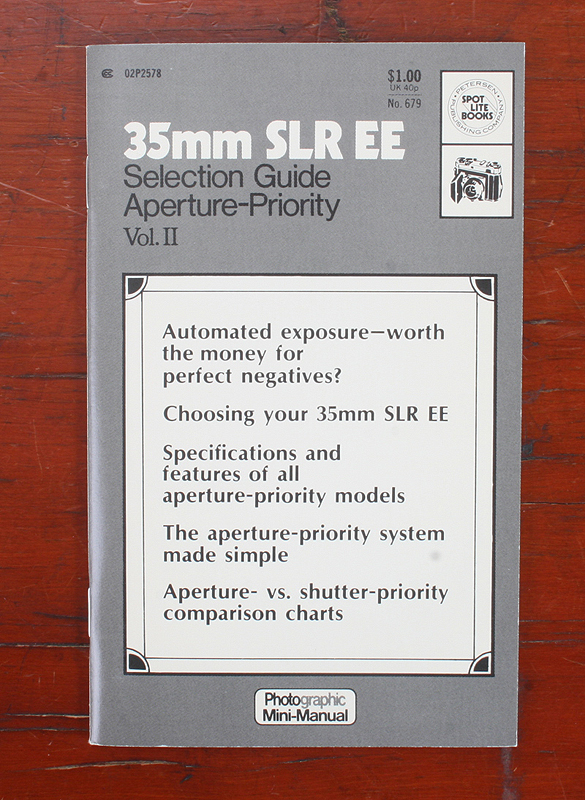 02P2578
$1.00
UK 40p
No. 679
PETERSEN PUBLISHING COMPANY
SPOT
LITE
BOOKS
35mm SLR EE
Selection Guide
Aperture-Priority
Vol. II
Automated exposure—worth
the money for
perfect negatives?
Choosing your 35mm SLR EE
Specifications and
features of all
aperture-priority models
The aperture-priority system
made simple
Aperture- vs. shutter-priority
comparison charts
Photographic
Mini-Manual